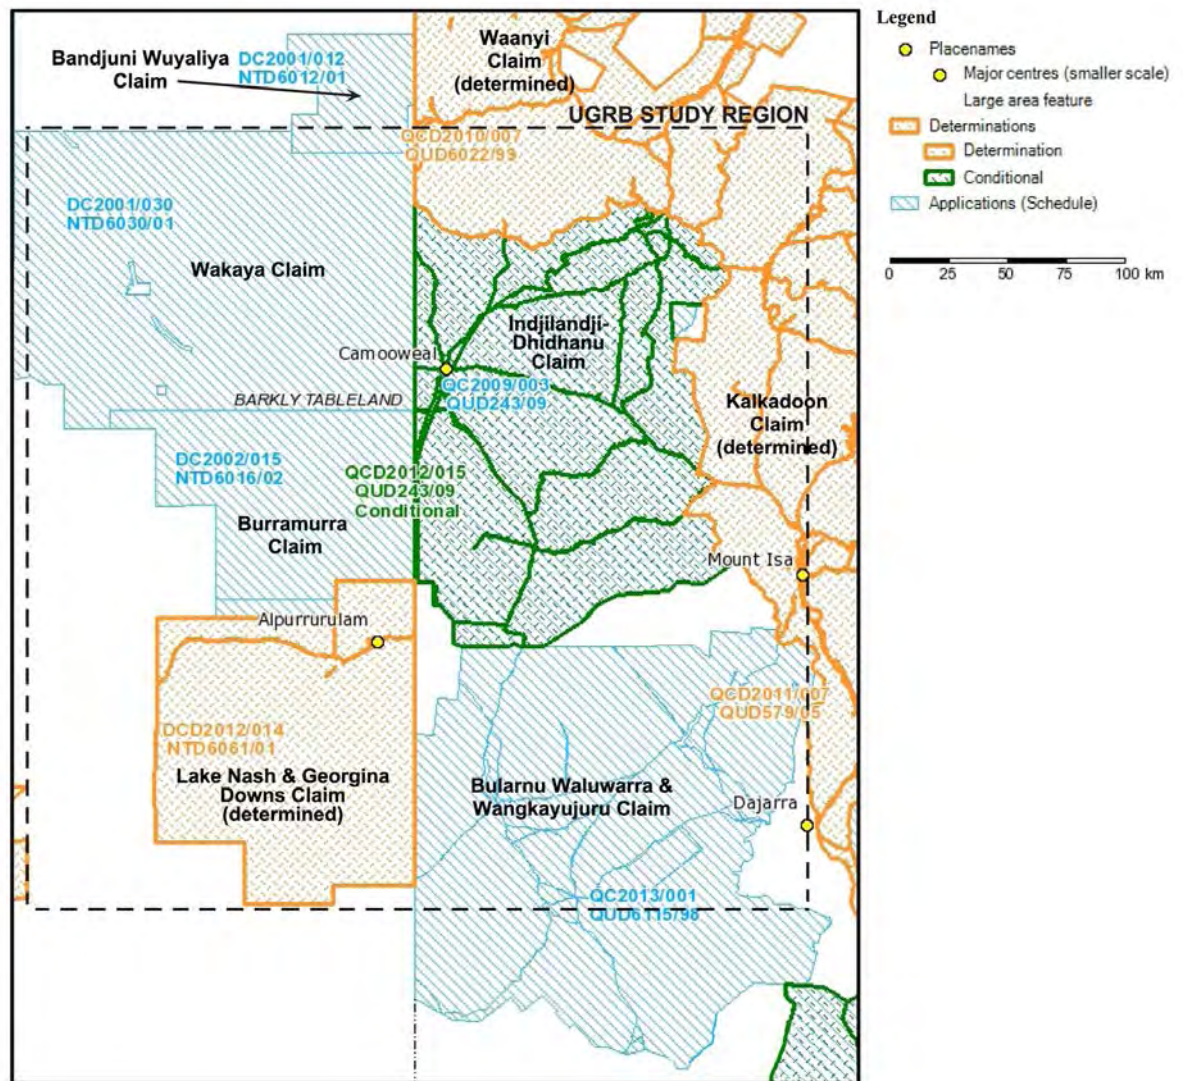 Bandjuni Wuyaliya
Claim
DC2001/012
NTD6012/01
Waanyi
Claim
(determined)
UGRB STUDY REGION
QCD2010/007
QUD6022/99
DC2001/030
NTD6030/01
Wakaya Claim
Indjilandji-
Dhidhanu
Claim
Camooweal
QC2009/003
QUD243/09
BARKLY TABLELAND
Kalkadoon
Claim
(determined)
DC2002/015
NTD6016/02
QCD2012/015
QUD243/09
Conditional
Burramurra
Claim
Mount Isa
Alpurrurulam
QCD2011/007
QUD579/05
DCD2012/014
NTD6061/01
Lake Nash & Georgina
Downs Claim
(determined)
Bularnu Waluwarra &
Wangkayujuru Claim
Dajarra
QC2013/001
QUD6115/98
Legend
Placenames
Major centres (smaller scale)
Large area feature
Determinations
Determination
Conditional
Applications (Schedule)
0 25 50 75 100 km